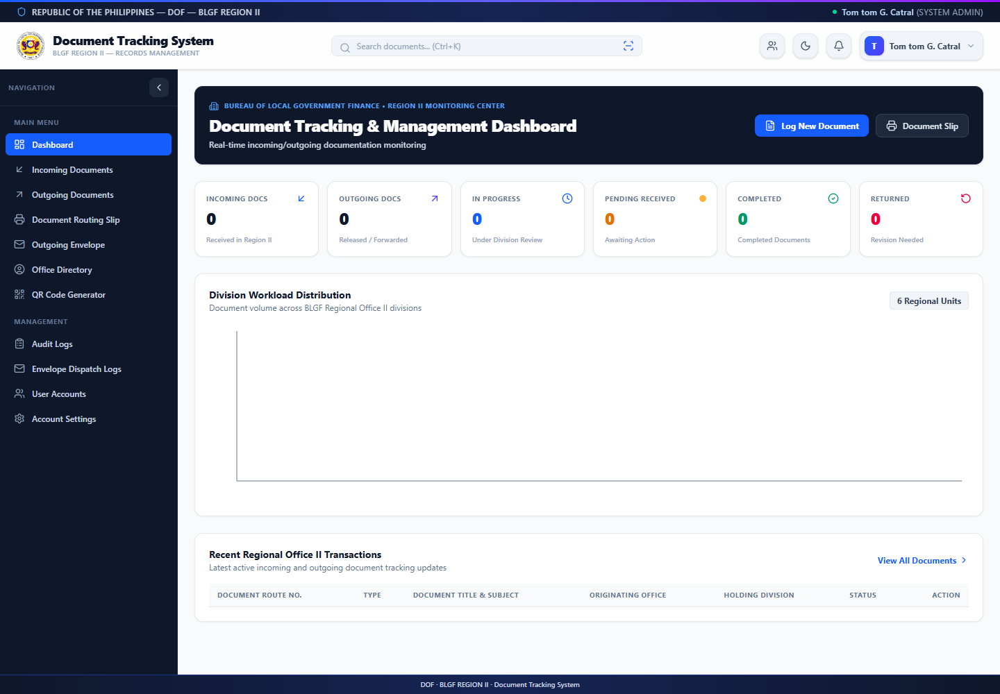 REPUBLIC OF THE PHILIPPINES — DOF — BLGF REGION II
Tom tom G. Catral (SYSTEM ADMIN)
Document Tracking System
BLGF REGION II — RECORDS MANAGEMENT
Search documents... (Ctrl+K)
T
Tom tom G. Catral
NAVIGATION
MAIN MENU
Dashboard
Incoming Documents
Outgoing Documents
Document Routing Slip
Outgoing Envelope
Office Directory
QR Code Generator
MANAGEMENT
Audit Logs
Envelope Dispatch Logs
User Accounts
Account Settings
BUREAU OF LOCAL GOVERNMENT FINANCE • REGION II MONITORING CENTER
Document Tracking & Management Dashboard
Real-time incoming/outgoing documentation monitoring
Log New Document
Document Slip
INCOMING DOCS
0
Received in Region II
OUTGOING DOCS
0
Released / Forwarded
IN PROGRESS
0
Under Division Review
PENDING RECEIVED
0
Awaiting Action
COMPLETED
0
Completed Documents
RETURNED
0
Revision Needed
Division Workload Distribution
Document volume across BLGF Regional Office II divisions
6 Regional Units
Recent Regional Office II Transactions
Latest active incoming and outgoing document tracking updates
View All Documents
DOCUMENT ROUTE NO. TYPE DOCUMENT TITLE & SUBJECT ORIGINATING OFFICE HOLDING DIVISION STATUS ACTION
DOF · BLGF REGION II · Document Tracking System